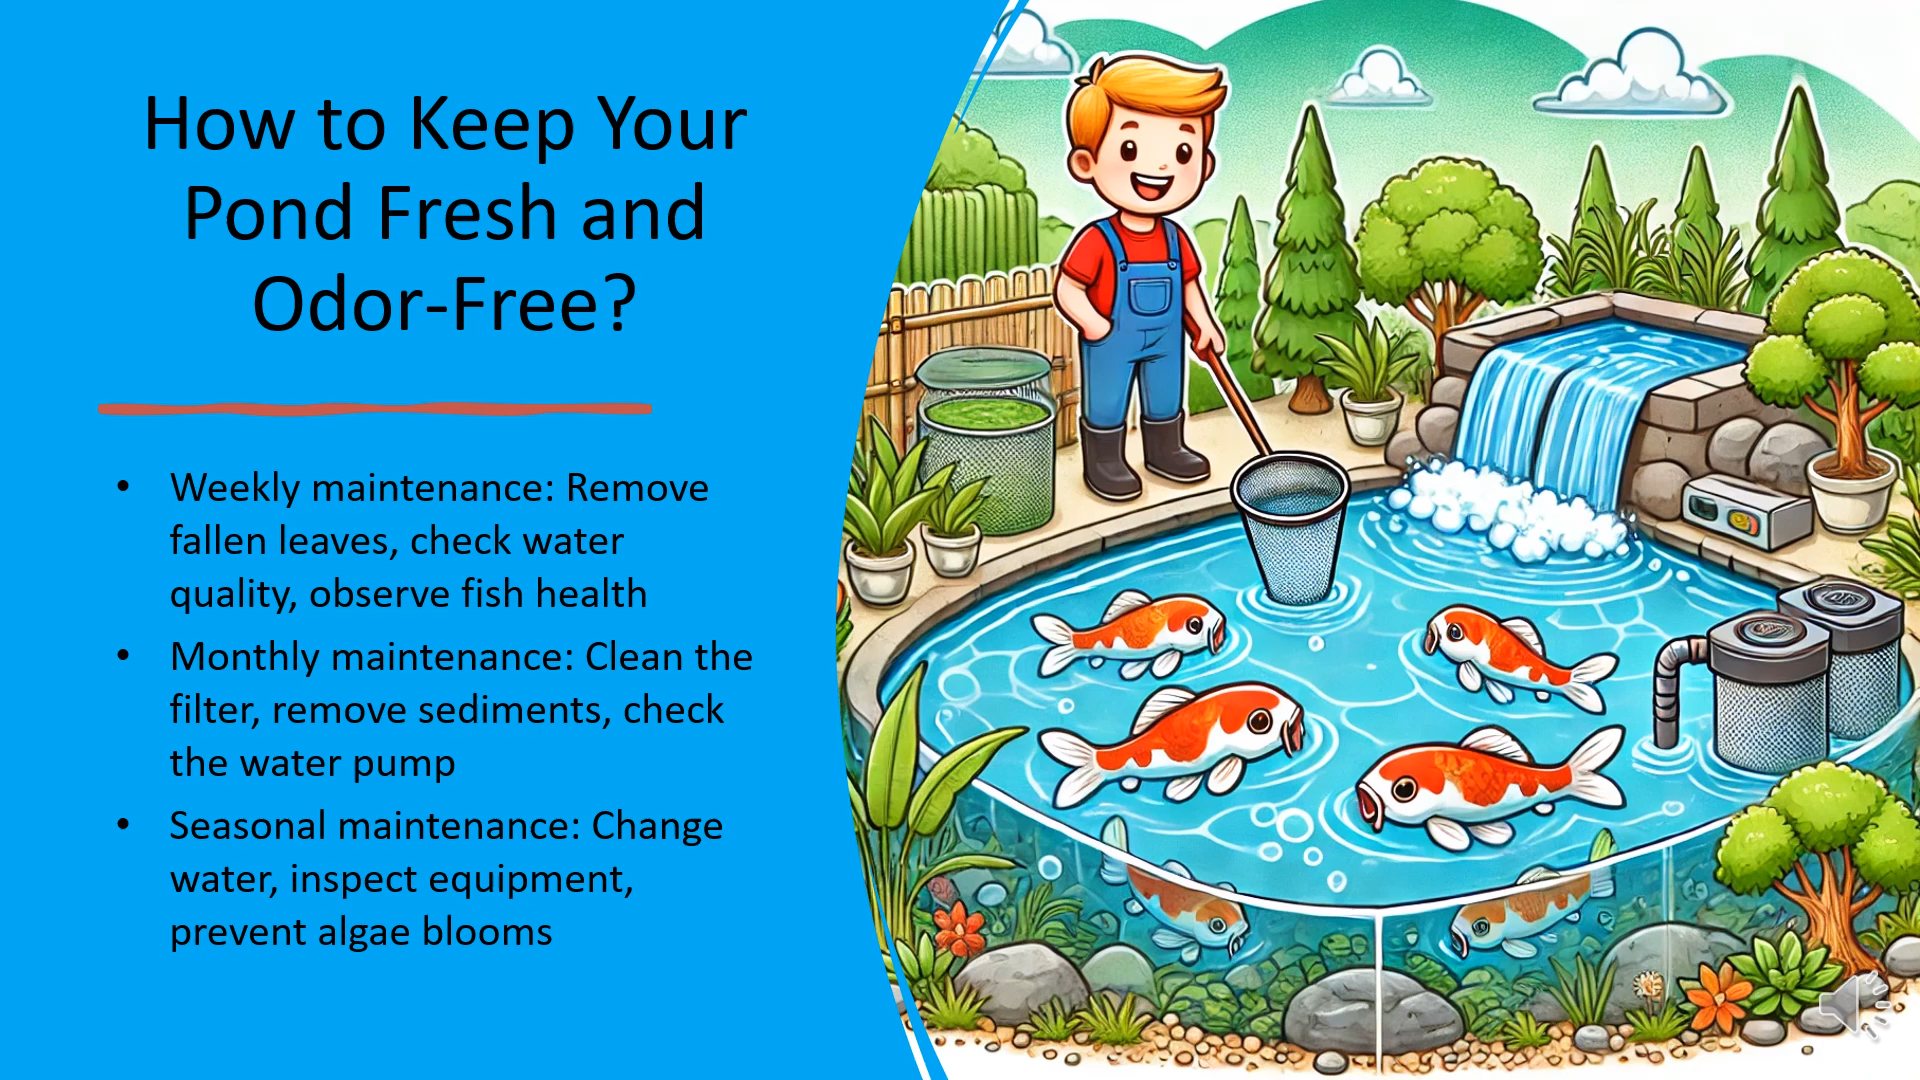 How to Keep Your
Pond Fresh and
Odor-Free?
• Weekly maintenance: Remove
fallen leaves, check water
quality, observe fish health
• Monthly maintenance: Clean the
filter, remove sediments, check
the water pump
• Seasonal maintenance: Change
water, inspect equipment,
prevent algae blooms